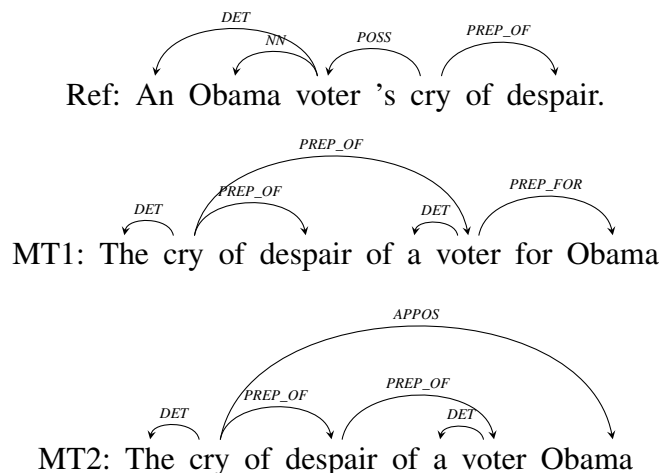 DET NN POSS PREP_OF
Ref: An Obama voter 's cry of despair.
PREP_OF
DET PREP_OF DET PREP_FOR
MT1: The cry of despair of a voter for Obama
APPOS
DET PREP_OF PREP_OF DET
MT2: The cry of despair of a voter Obama